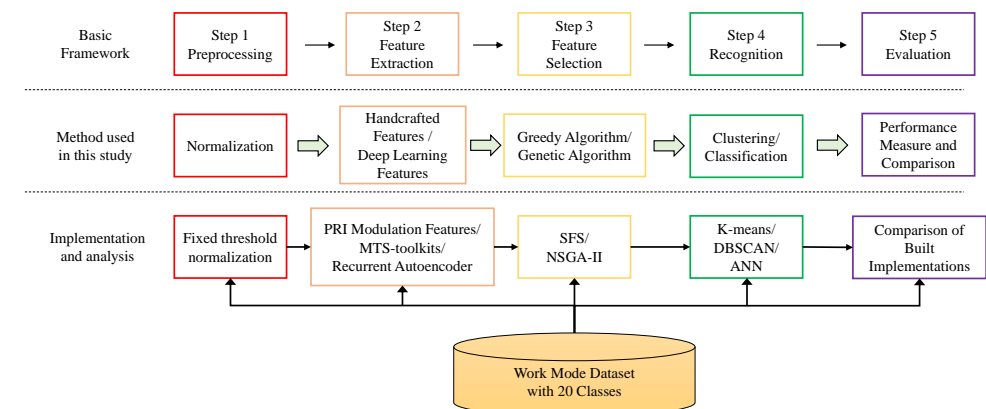 Basic
Framework
Step 1
Preprocessing
Step 2
Feature
Extraction
Step 3
Feature
Selection
Step 4
Recognition
Step 5
Evaluation
Method used
in this study
Normalization
Handcrafted
Features /
Deep Learning
Features
Greedy Algorithm/
Genetic Algorithm
Clustering/
Classification
Performance
Measure and
Comparison
Implementation
and analysis
Fixed threshold
normalization
PRI Modulation Features/
MTS-toolkits/
Recurrent Autoencoder
SFS/
NSGA-II
K-means/
DBSCAN/
ANN
Comparison of
Built
Implementations
Work Mode Dataset
with 20 Classes